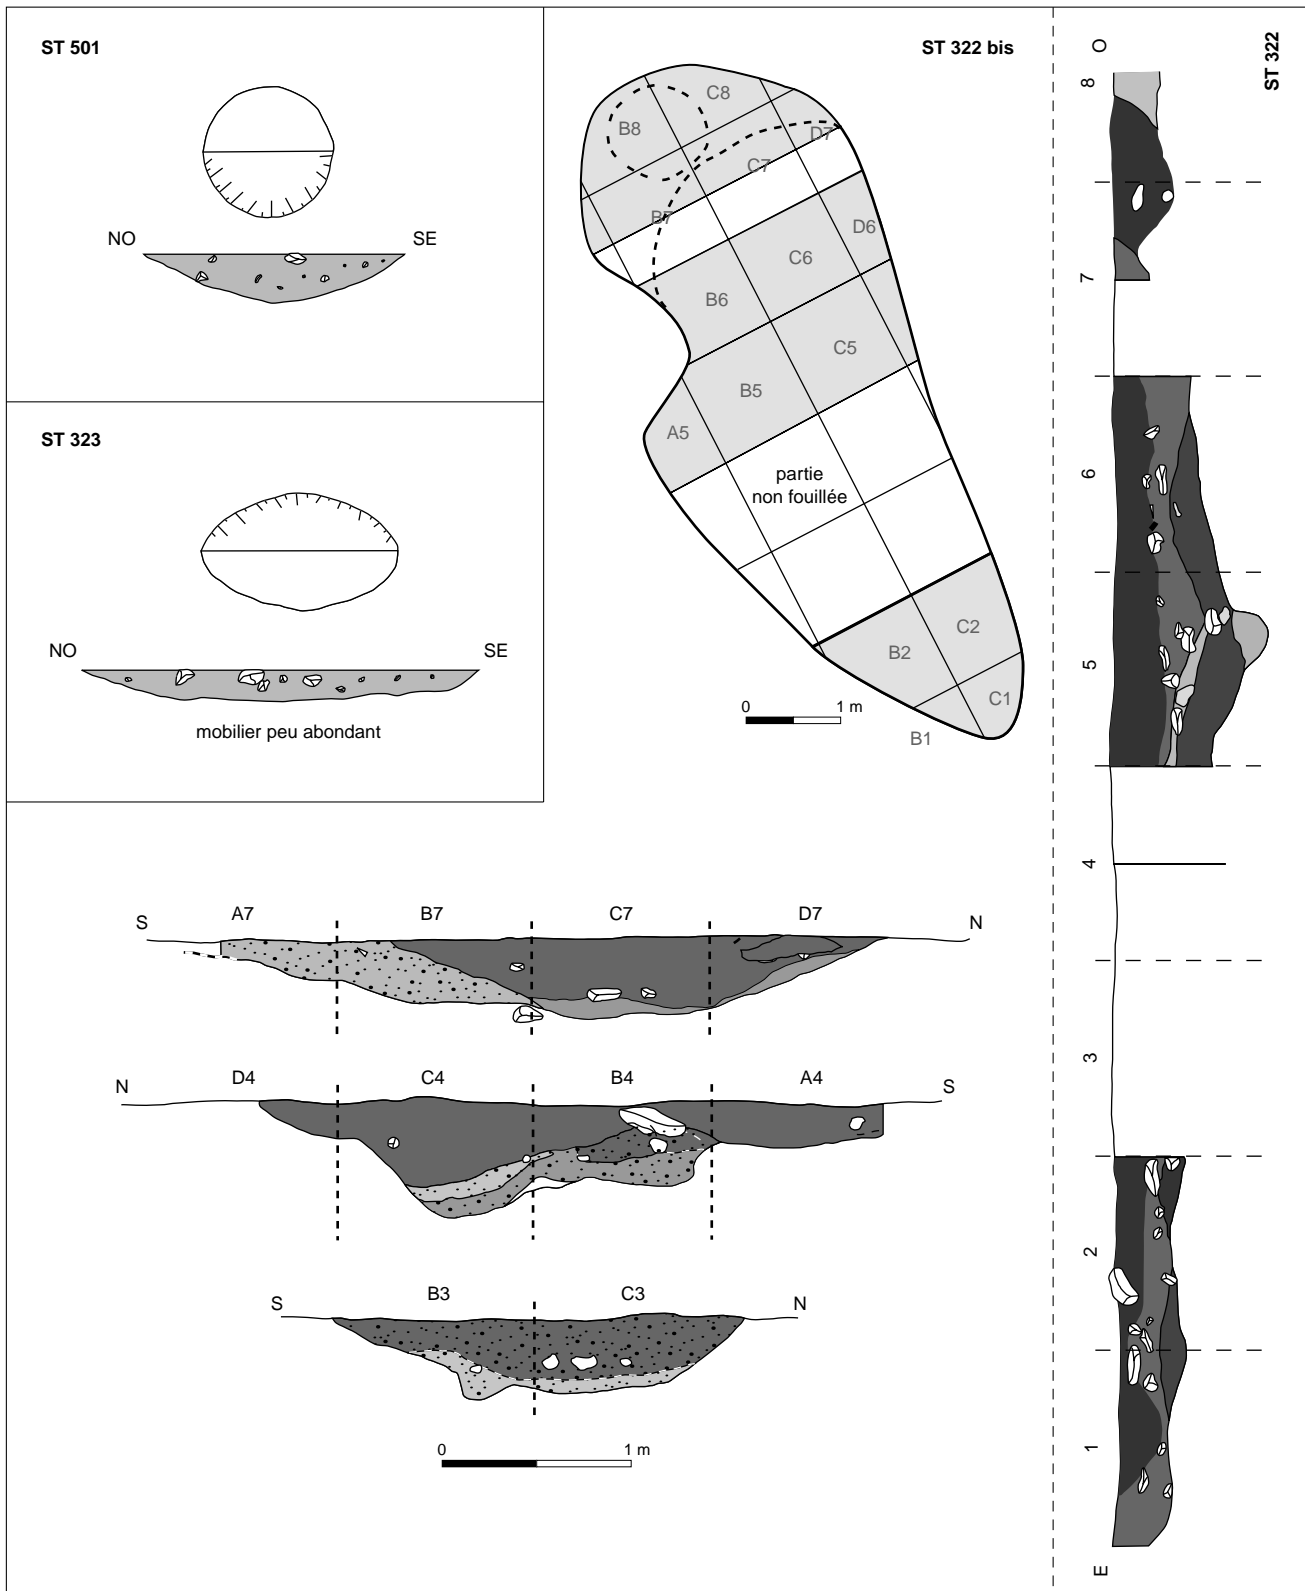 ST 501
NO SE
ST 323
NO SE
mobilier peu abondant
ST 322 bis
C8
B8
D7
C7
B7
D6
C6
B6
C5
B5
A5
partie
non fouillée
C2
B2
C1
B1
0 1 m
ST 322
O
8
7
6
5
4
3
2
1
E
S A7 B7 C7 D7 N
N D4 C4 B4 A4 S
S B3 C3 N
0 1 m